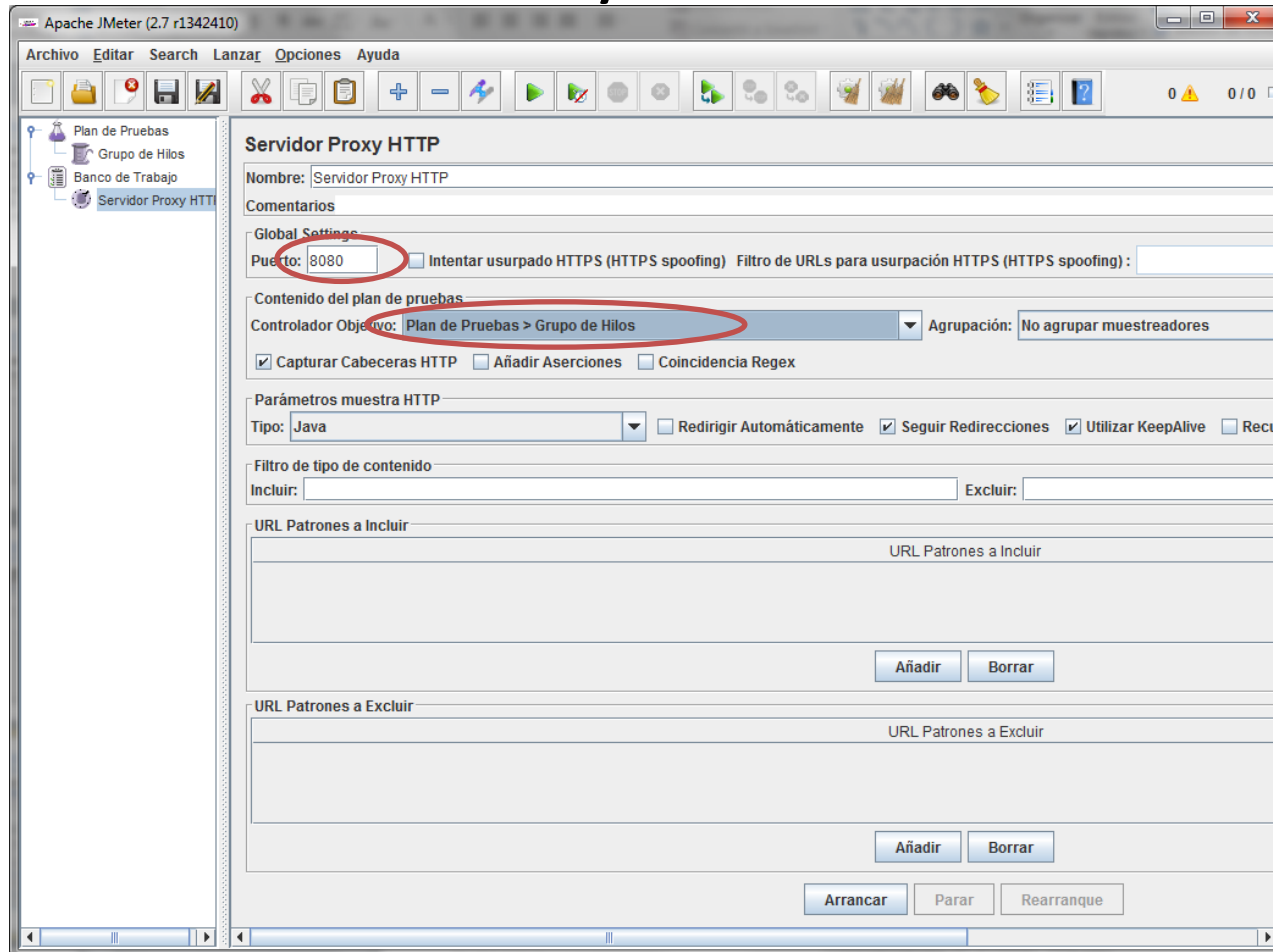 Apache JMeter (2.7 r1342410)
Archivo Editar Search Lanzar Opciones Ayuda
0 0 / 0
Plan de Pruebas
Grupo de Hilos
Banco de Trabajo
Servidor Proxy HTTP
Servidor Proxy HTTP
Nombre: Servidor Proxy HTTP
Comentarios
Global Settings
Puerto: 8080 Intentar usurpado HTTPS (HTTPS spoofing) Filtro de URLs para usurpación HTTPS (HTTPS spoofing) :
Contenido del plan de pruebas
Controlador Objetivo: Plan de Pruebas > Grupo de Hilos Agrupación: No agrupar muestreadores
Capturar Cabeceras HTTP Añadir Aserciones Coincidencia Regex
Parámetros muestra HTTP
Tipo: Java Redirigir Automáticamente Seguir Redirecciones Utilizar KeepAlive
Filtro de tipo de contenido
Incluir: Excluir:
URL Patrones a Incluir
URL Patrones a Incluir
Añadir Borrar
URL Patrones a Excluir
URL Patrones a Excluir
Añadir Borrar
Arrancar Parar Rearranque